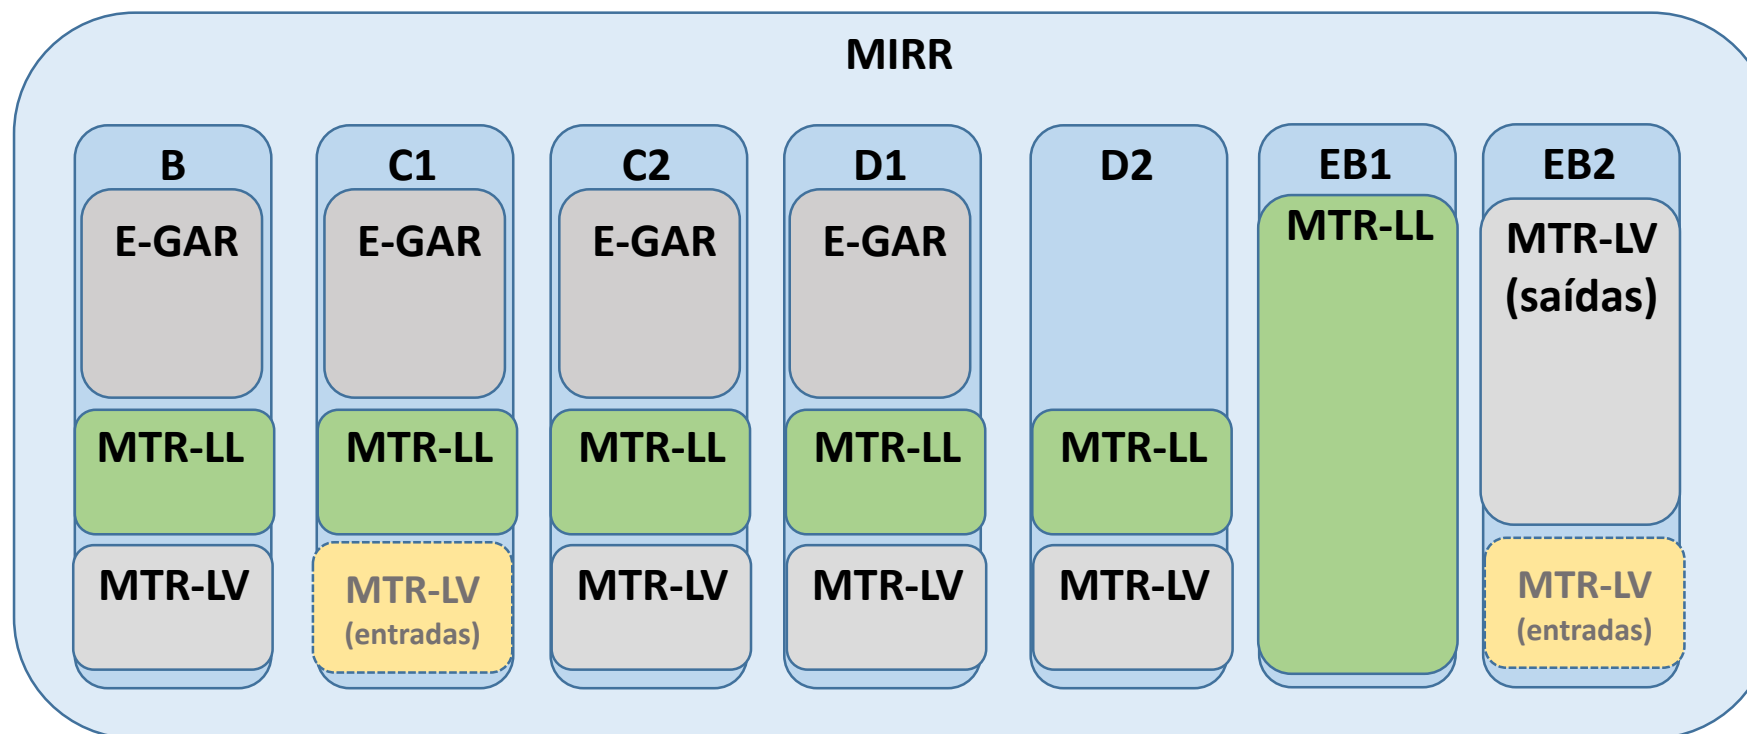 MIRR
B
E-GAR
MTR-LL
MTR-LV
C1
E-GAR
MTR-LL
MTR-LV
(entradas)
C2
E-GAR
MTR-LL
MTR-LV
D1
E-GAR
MTR-LL
MTR-LV
D2
MTR-LL
MTR-LV
EB1
MTR-LL
EB2
MTR-LV
(saídas)
MTR-LV
(entradas)